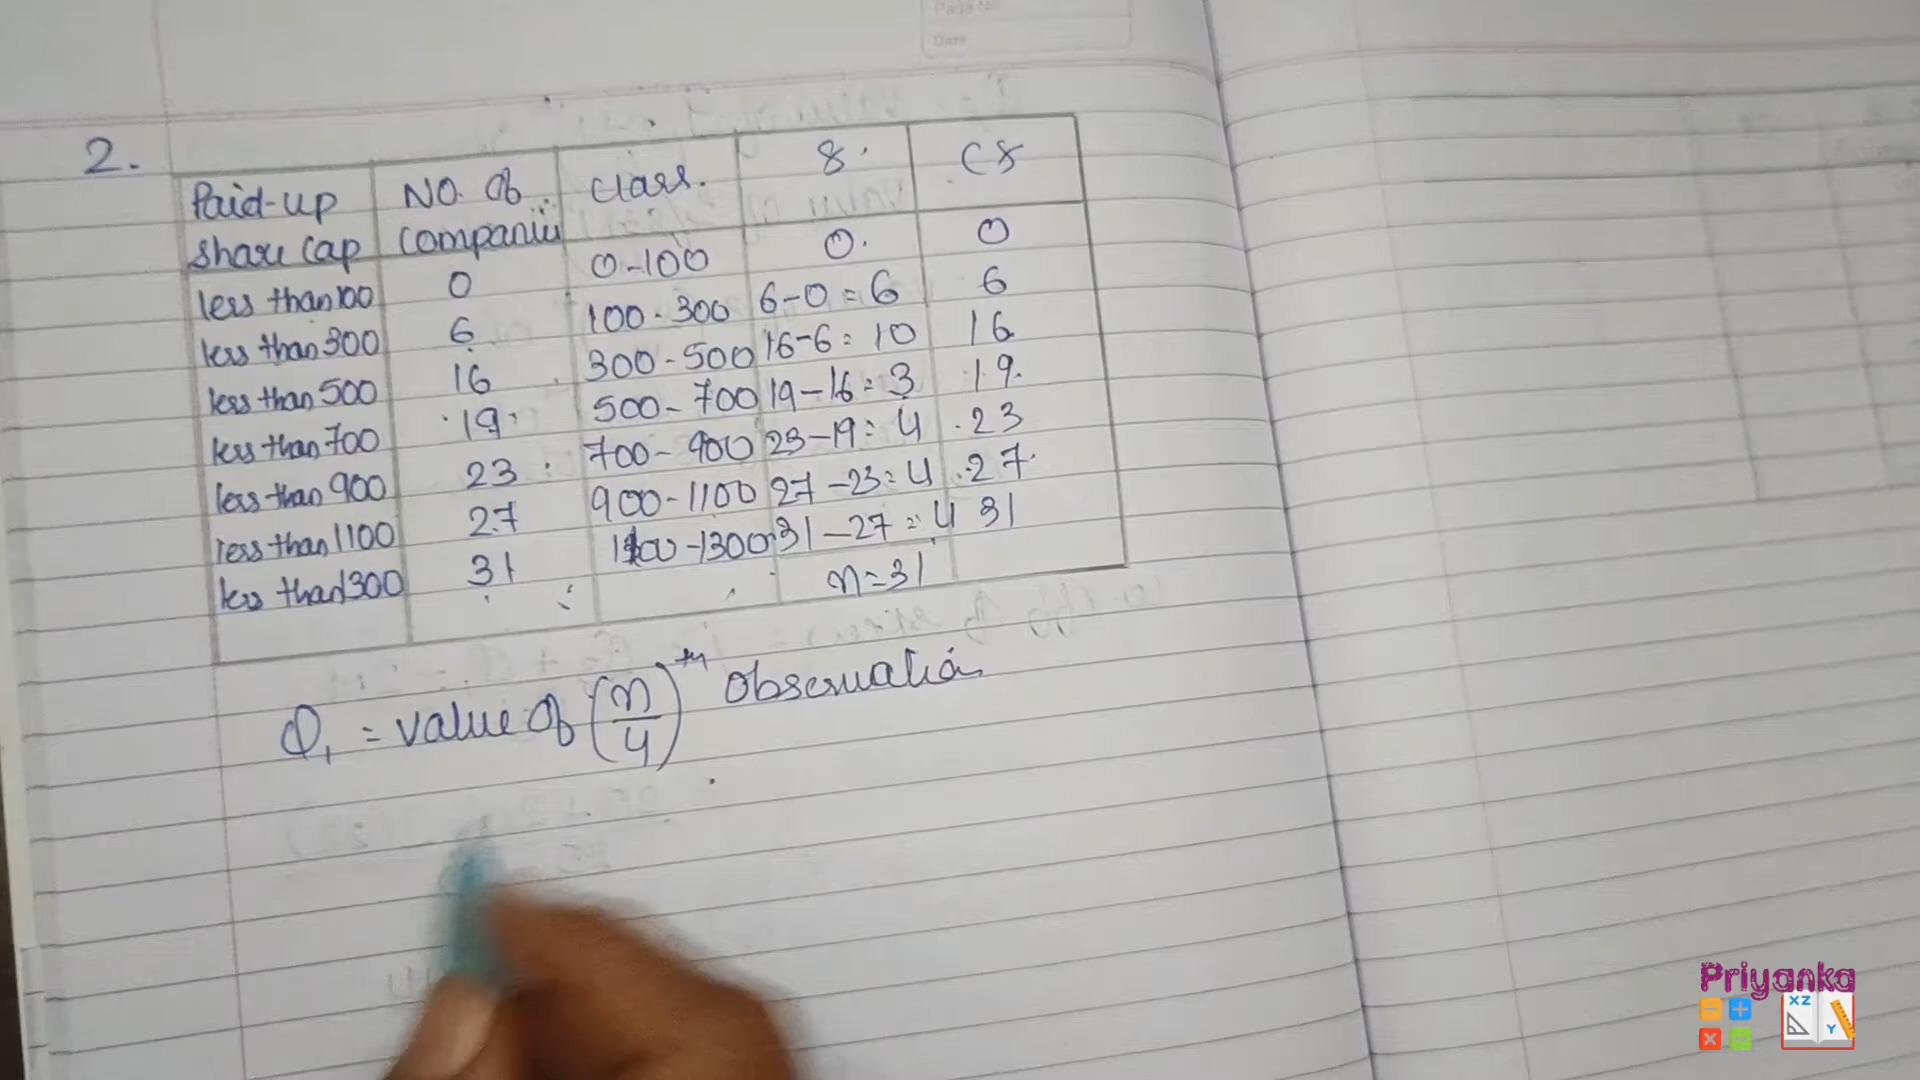 Page No
Date
2.
Paid-up share cap | No. of companies | class. | f. | cf
less than 100 | 0 | 0-100 | 0. | 0
less than 300 | 6 | 100-300 | 6-0=6 | 6
less than 500 | 16 | 300-500 | 16-6=10 | 16
less than 700 | 19 | 500-700 | 19-16=3 | 19
less than 900 | 23 | 700-900 | 23-19=4 | 23
less than 1100 | 27 | 900-1100 | 27-23=4 | 27
less than 1300 | 31 | 1100-1300 | 31-27=4 | 31
n=31
Q₁ = value of (n/4)th observation
Priyanka
XZ
Y